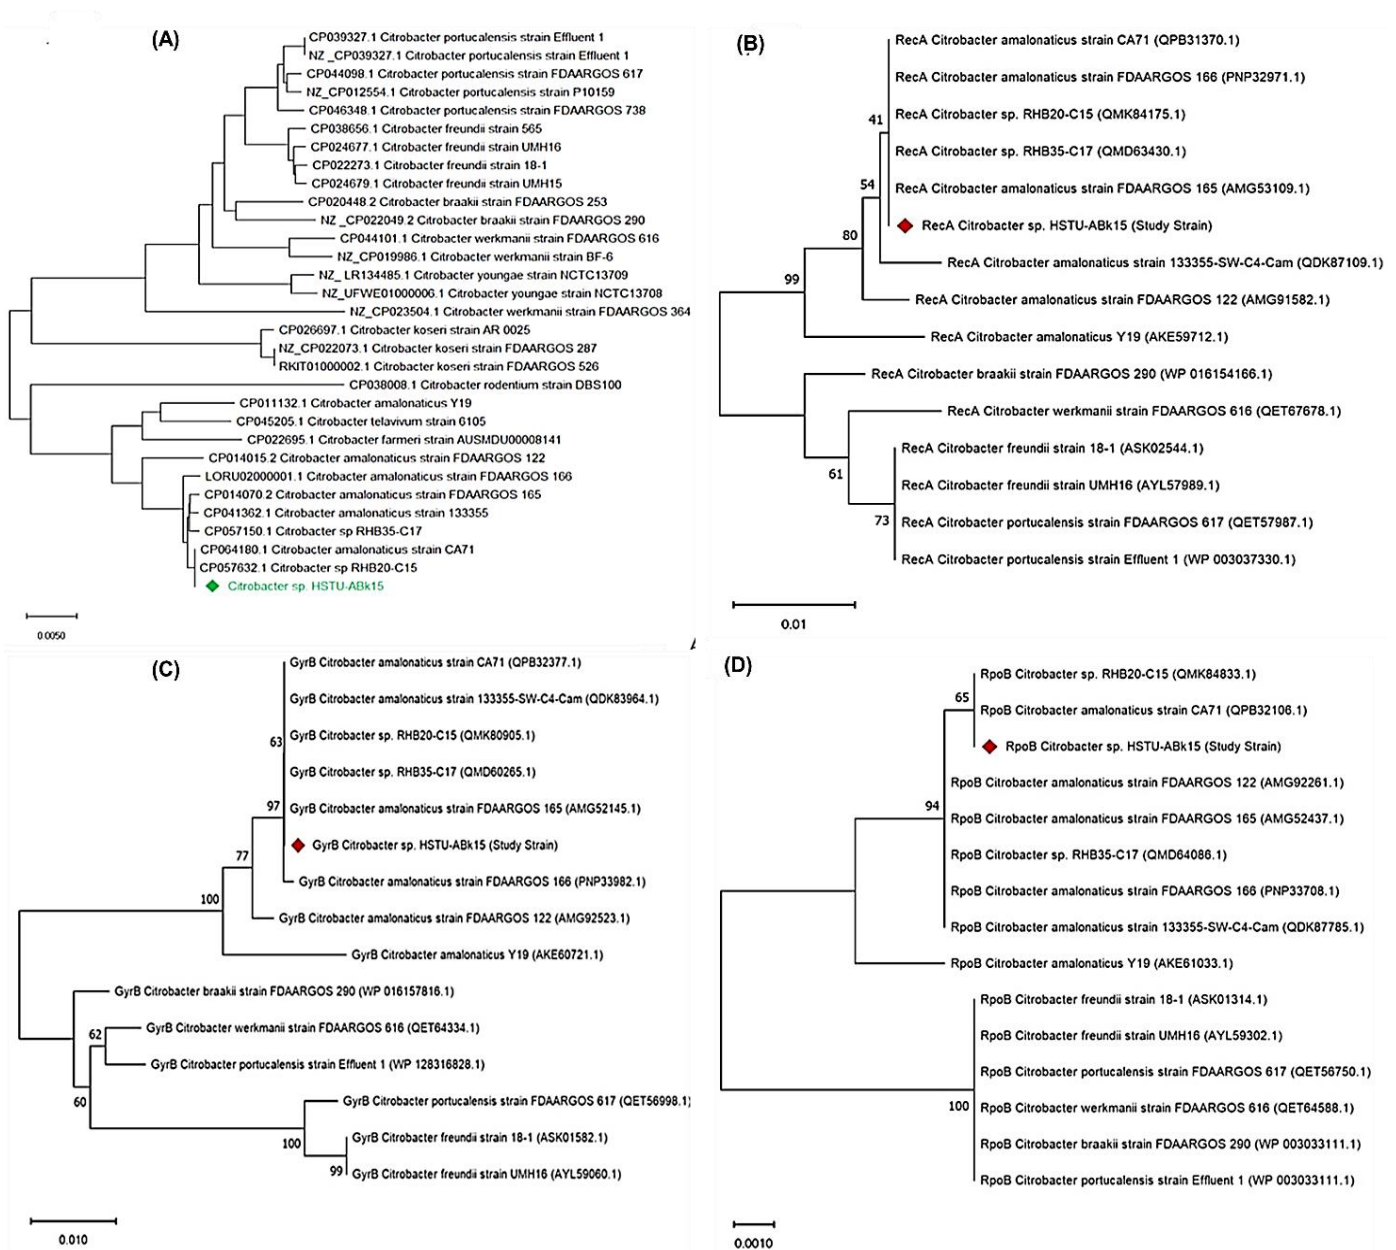 (A)
CP039327.1 Citrobacter portucalensis strain Effluent 1
NZ _CP039327.1 Citrobacter portucalensis strain Effluent 1
CP044098.1 Citrobacter portucalensis strain FDAARGOS 617
NZ_CP012554.1 Citrobacter portucalensis strain P10159
CP046348.1 Citrobacter portucalensis strain FDAARGOS 738
CP038656.1 Citrobacter freundii strain 565
CP024677.1 Citrobacter freundii strain UMH16
CP022273.1 Citrobacter freundii strain 18-1
CP024679.1 Citrobacter freundii strain UMH15
CP020448.2 Citrobacter braakii strain FDAARGOS 253
NZ _CP022049.2 Citrobacter braakii strain FDAARGOS 290
CP044101.1 Citrobacter werkmanii strain FDAARGOS 616
NZ_CP019986.1 Citrobacter werkmanii strain BF-6
NZ_ LR134485.1 Citrobacter youngae strain NCTC13709
NZ_UFWE01000006.1 Citrobacter youngae strain NCTC13708
NZ_CP023504.1 Citrobacter werkmanii strain FDAARGOS 364
CP026697.1 Citrobacter koseri strain AR 0025
NZ_CP022073.1 Citrobacter koseri strain FDAARGOS 287
RKIT01000002.1 Citrobacter koseri strain FDAARGOS 526
CP038008.1 Citrobacter rodentium strain DBS100
CP011132.1 Citrobacter amalonaticus Y19
CP045205.1 Citrobacter telavivum strain 6105
CP022695.1 Citrobacter farmeri strain AUSMDU00008141
CP014015.2 Citrobacter amalonaticus strain FDAARGOS 122
LORU02000001.1 Citrobacter amalonaticus strain FDAARGOS 166
CP014070.2 Citrobacter amalonaticus strain FDAARGOS 165
CP041362.1 Citrobacter amalonaticus strain 133355
CP057150.1 Citrobacter sp RHB35-C17
CP064180.1 Citrobacter amalonaticus strain CA71
CP057632.1 Citrobacter sp RHB20-C15
Citrobacter sp. HSTU-ABk15
0.0050
(B)
RecA Citrobacter amalonaticus strain CA71 (QPB31370.1)
RecA Citrobacter amalonaticus strain FDAARGOS 166 (PNP32971.1)
RecA Citrobacter sp. RHB20-C15 (QMK84175.1)
41
RecA Citrobacter sp. RHB35-C17 (QMD63430.1)
RecA Citrobacter amalonaticus strain FDAARGOS 165 (AMG53109.1)
54
RecA Citrobacter sp. HSTU-ABk15 (Study Strain)
80
RecA Citrobacter amalonaticus strain 133355-SW-C4-Cam (QDK87109.1)
99
RecA Citrobacter amalonaticus strain FDAARGOS 122 (AMG91582.1)
RecA Citrobacter amalonaticus Y19 (AKE59712.1)
RecA Citrobacter braakii strain FDAARGOS 290 (WP 016154166.1)
RecA Citrobacter werkmanii strain FDAARGOS 616 (QET67678.1)
RecA Citrobacter freundii strain 18-1 (ASK02544.1)
61
RecA Citrobacter freundii strain UMH16 (AYL57989.1)
RecA Citrobacter portucalensis strain FDAARGOS 617 (QET57987.1)
73
RecA Citrobacter portucalensis strain Effluent 1 (WP 003037330.1)
0.01
(C)
GyrB Citrobacter amalonaticus strain CA71 (QPB32377.1)
GyrB Citrobacter amalonaticus strain 133355-SW-C4-Cam (QDK83964.1)
GyrB Citrobacter sp. RHB20-C15 (QMK80905.1)
63
GyrB Citrobacter sp. RHB35-C17 (QMD60265.1)
GyrB Citrobacter amalonaticus strain FDAARGOS 165 (AMG52145.1)
97
GyrB Citrobacter sp. HSTU-ABk15 (Study Strain)
77
GyrB Citrobacter amalonaticus strain FDAARGOS 166 (PNP33982.1)
100
GyrB Citrobacter amalonaticus strain FDAARGOS 122 (AMG92523.1)
GyrB Citrobacter amalonaticus Y19 (AKE60721.1)
GyrB Citrobacter braakii strain FDAARGOS 290 (WP 016157816.1)
62
GyrB Citrobacter werkmanii strain FDAARGOS 616 (QET64334.1)
GyrB Citrobacter portucalensis strain Effluent 1 (WP 128316828.1)
60
GyrB Citrobacter portucalensis strain FDAARGOS 617 (QET56998.1)
100
GyrB Citrobacter freundii strain 18-1 (ASK01582.1)
99
GyrB Citrobacter freundii strain UMH16 (AYL59060.1)
0.010
(D)
RpoB Citrobacter sp. RHB20-C15 (QMK84833.1)
65
RpoB Citrobacter amalonaticus strain CA71 (QPB32106.1)
RpoB Citrobacter sp. HSTU-ABk15 (Study Strain)
RpoB Citrobacter amalonaticus strain FDAARGOS 122 (AMG92261.1)
94
RpoB Citrobacter amalonaticus strain FDAARGOS 165 (AMG52437.1)
RpoB Citrobacter sp. RHB35-C17 (QMD64086.1)
RpoB Citrobacter amalonaticus strain FDAARGOS 166 (PNP33708.1)
RpoB Citrobacter amalonaticus strain 133355-SW-C4-Cam (QDK87785.1)
RpoB Citrobacter amalonaticus Y19 (AKE61033.1)
RpoB Citrobacter freundii strain 18-1 (ASK01314.1)
RpoB Citrobacter freundii strain UMH16 (AYL59302.1)
RpoB Citrobacter portucalensis strain FDAARGOS 617 (QET56750.1)
100
RpoB Citrobacter werkmanii strain FDAARGOS 616 (QET64588.1)
RpoB Citrobacter braakii strain FDAARGOS 290 (WP 003033111.1)
RpoB Citrobacter portucalensis strain Effluent 1 (WP 003033111.1)
0.0010